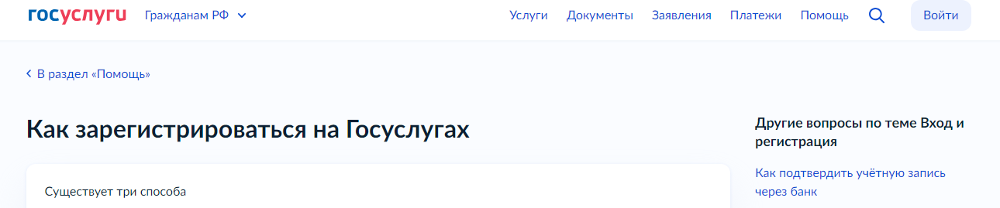 госуслуги Гражданам РФ Услуги Документы Заявления Платежи Помощь Войти
В раздел «Помощь»
Как зарегистрироваться на Госуслугах
Существует три способа
Другие вопросы по теме Вход и
регистрация
Как подтвердить учётную запись
через банк